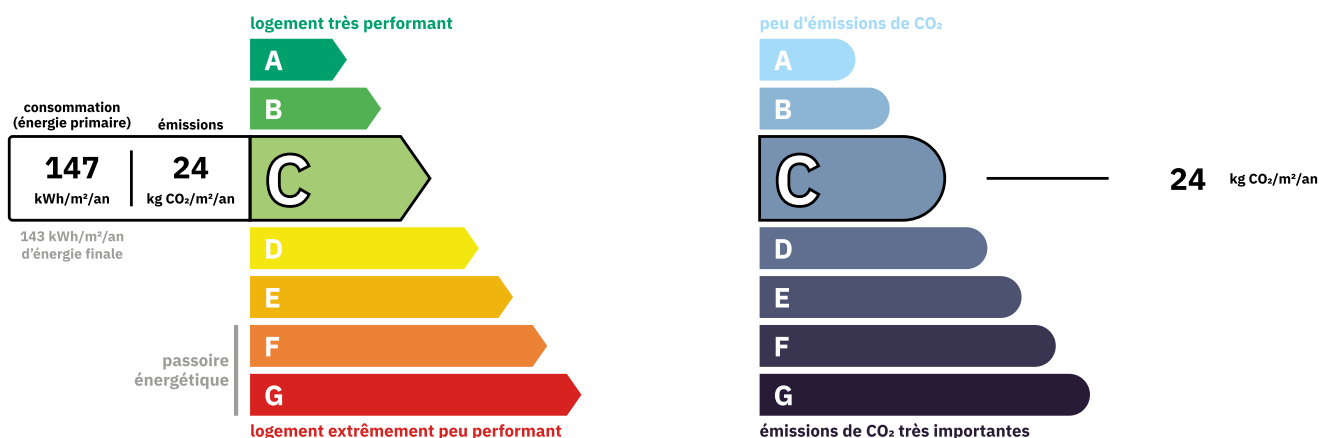 logement très performant
A
B
consommation
(énergie primaire)
émissions
147
kWh/m²/an
24
kg CO₂/m²/an
C
143 kWh/m²/an
d'énergie finale
D
E
passoire
énergétique
F
G
logement extrêmement peu performant
peu d'émissions de CO₂
A
B
C
24 kg CO₂/m²/an
D
E
F
G
émissions de CO₂ très importantes